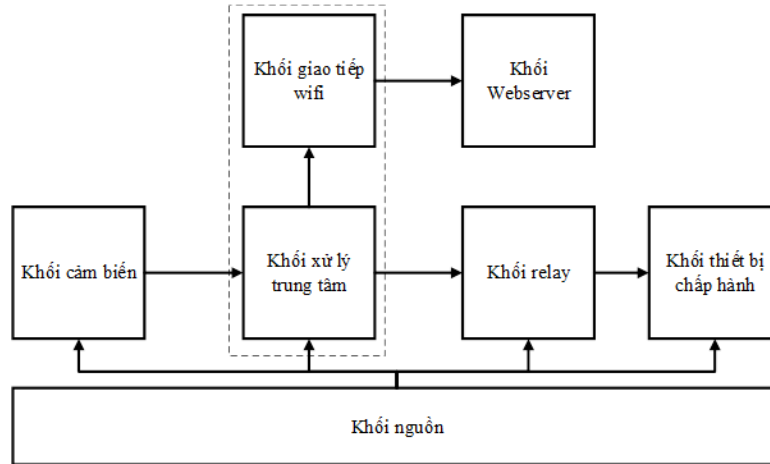 Khối giao tiếp
wifi
Khối
Webserver
Khối cảm biến
Khối xử lý
trung tâm
Khối relay
Khối thiết bị
chấp hành
Khối nguồn